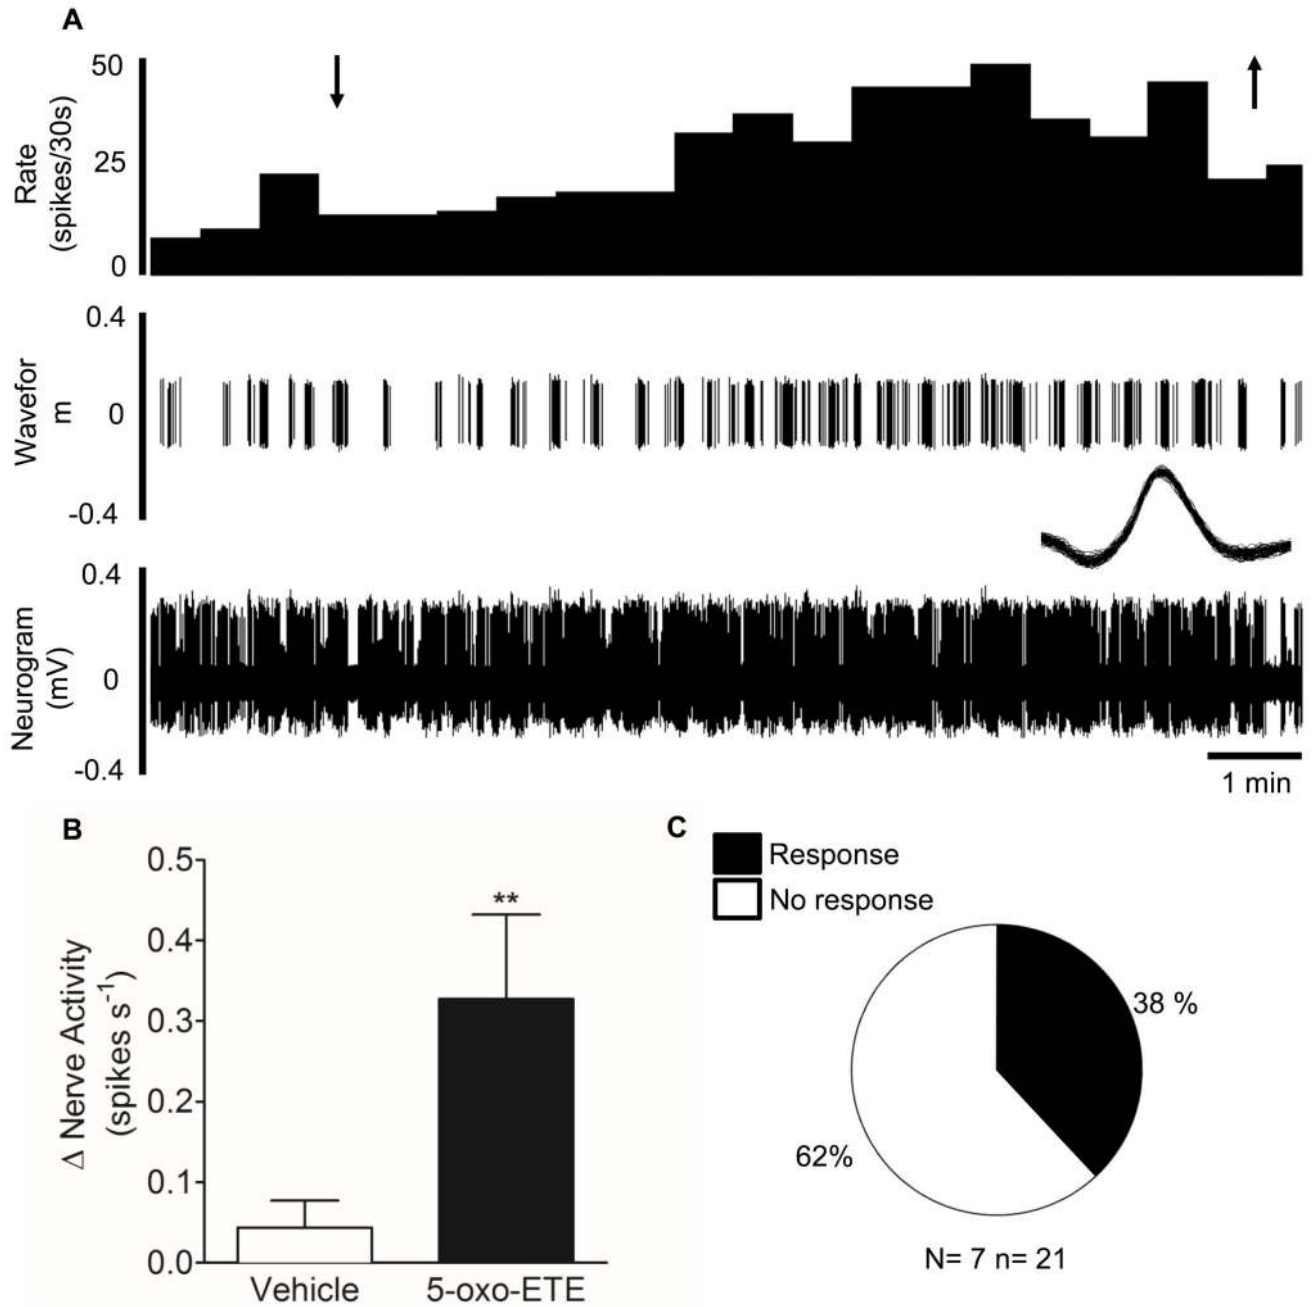 A
50
25
0
Rate
(spikes/30s)
0.4
0
-0.4
Wavefor
m
0.4
0
-0.4
Neurogram
(mV)
1 min
B
0.5
0.4
0.3
0.2
0.1
0.0
Δ Nerve Activity
(spikes s⁻¹)
**
Vehicle
5-oxo-ETE
C
Response
No response
38 %
62%
N= 7 n= 21